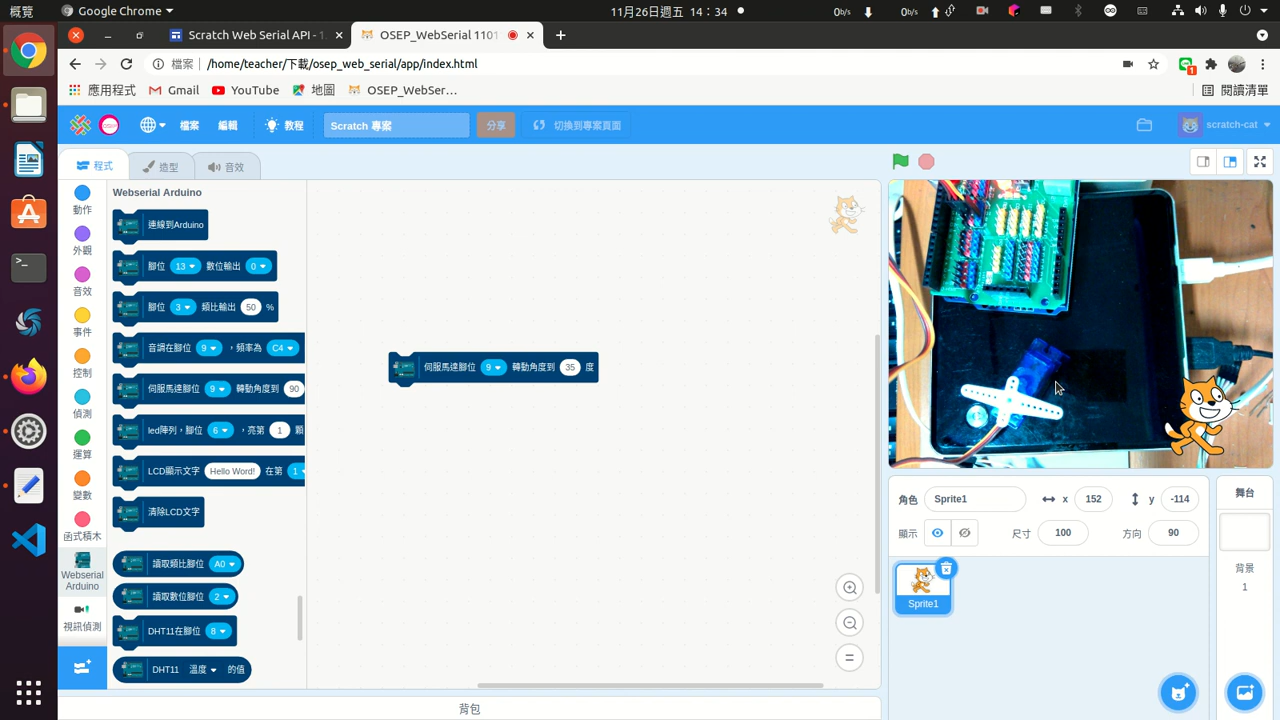 概覽
Google Chrome
11月26日週五 14：34
0b/s
0b/s
Scratch Web Serial API - 1
OSEP_WebSerial 1101
檔案
/home/teacher/下載/osep_web_serial/app/index.html
1
應用程式
Gmail
YouTube
地圖
OSEP_WebSer…
閱讀清單
檔案
編輯
教程
Scratch 專案
分享
切換到專案頁面
scratch-cat
程式
造型
音效
動作
外觀
音效
事件
控制
偵測
運算
變數
函式積木
Webserial Arduino
視訊偵測
Webserial Arduino
連線到Arduino
腳位 13 數位輸出 0
腳位 3 類比輸出 50 %
音調在腳位 9 ，頻率為 C4
伺服馬達腳位 9 轉動角度到 90
led陣列，腳位 6 ，亮第 1 顆
LCD顯示文字 Hello Word! 在第 1
清除LCD文字
讀取類比腳位 A0
讀取數位腳位 2
DHT11在腳位 8
DHT11 溫度 的值
伺服馬達腳位 9 轉動角度到 35 度
角色 Sprite1 x 152 y -114
顯示 尺寸 100 方向 90
Sprite1
舞台
背景
1
背包